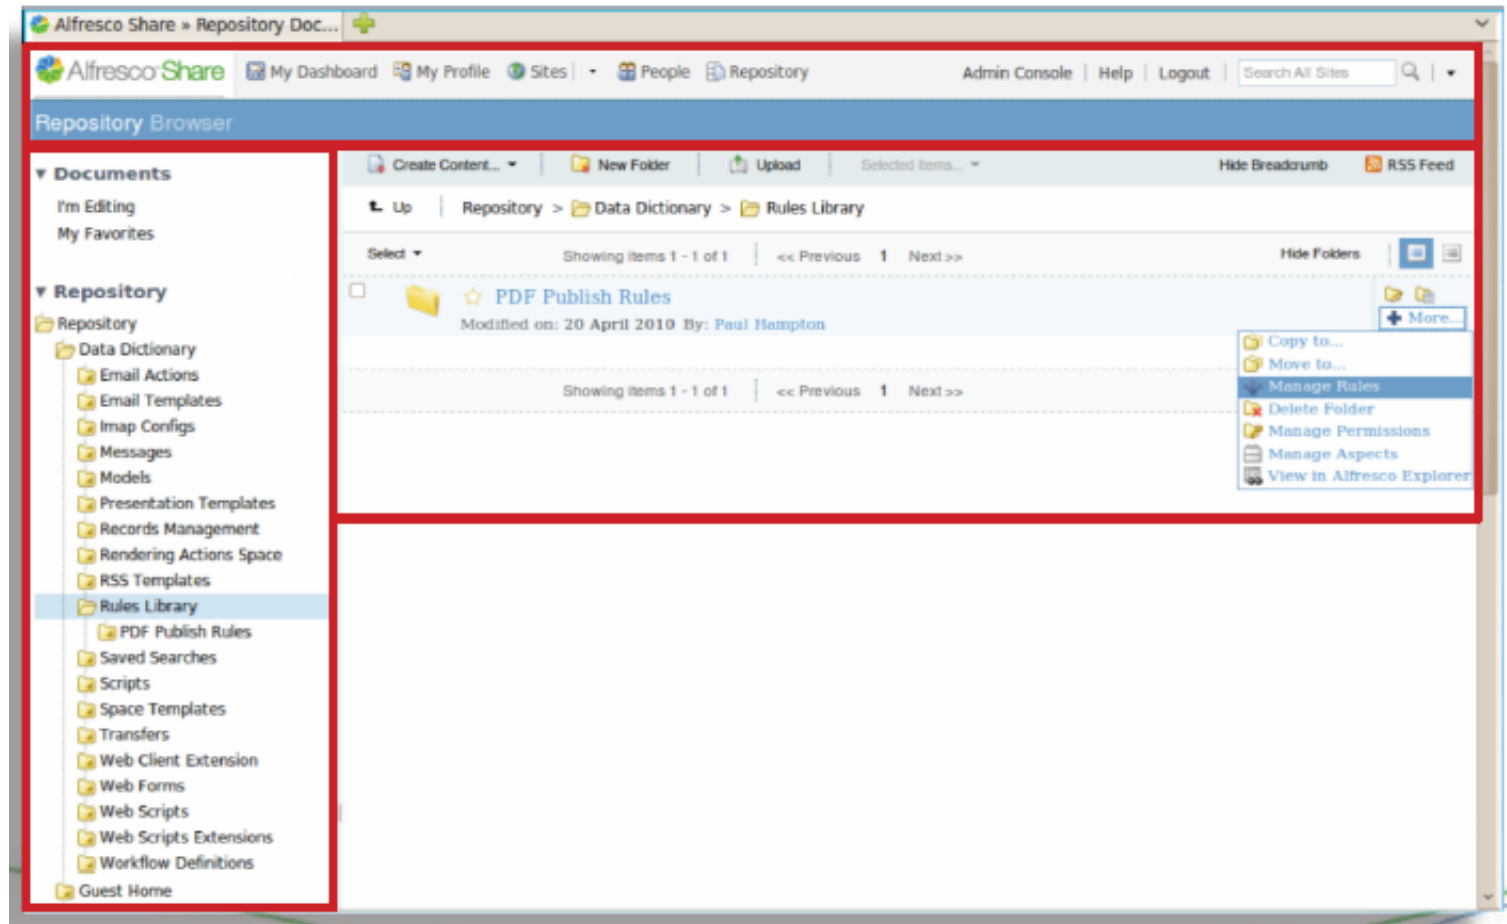 Alfresco Share » Repository Doc...
Alfresco Share My Dashboard My Profile Sites People Repository Admin Console | Help | Logout | Search All Sites
Repository Browser
Documents
I'm Editing
My Favorites
Repository
Repository
Data Dictionary
Email Actions
Email Templates
Imap Configs
Messages
Models
Presentation Templates
Records Management
Rendering Actions Space
RSS Templates
Rules Library
PDF Publish Rules
Saved Searches
Scripts
Space Templates
Transfers
Web Client Extension
Web Forms
Web Scripts
Web Scripts Extensions
Workflow Definitions
Guest Home
Create Content... New Folder Upload Selected Items... Hide Breadcrumb RSS Feed
Up Repository > Data Dictionary > Rules Library
Select Showing items 1 - 1 of 1 << Previous 1 Next >> Hide Folders
PDF Publish Rules
Modified on: 20 April 2010 By: Paul Hampton
More...
Copy to...
Move to...
Manage Rules
Delete Folder
Manage Permissions
Manage Aspects
View in Alfresco Explorer
Showing items 1 - 1 of 1 << Previous 1 Next >>